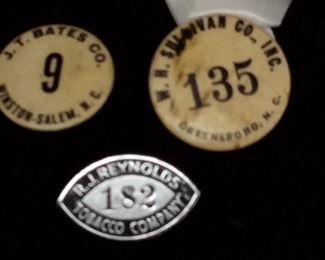 J. T. BATES CO.
9
WINSTON-SALEM, N.C.
W. H. SULLIVAN CO., INC.
135
GREENSBORO, N.C.
R.J. REYNOLDS
182
TOBACCO COMPANY